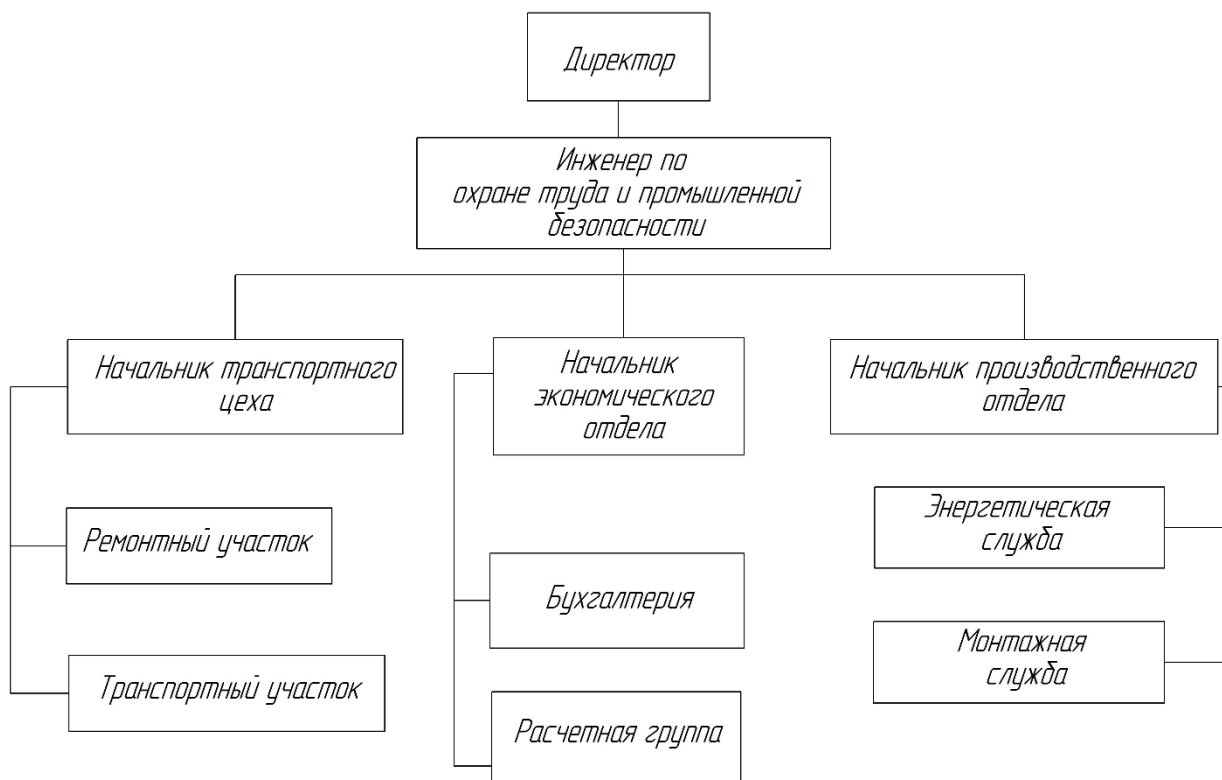 Директор
Инженер по
охране труда и промышленной
безопасности
Начальник транспортного
цеха
Начальник
экономического
отдела
Начальник производственного
отдела
Ремонтный участок
Транспортный участок
Бухгалтерия
Расчетная группа
Энергетическая
служба
Монтажная
служба